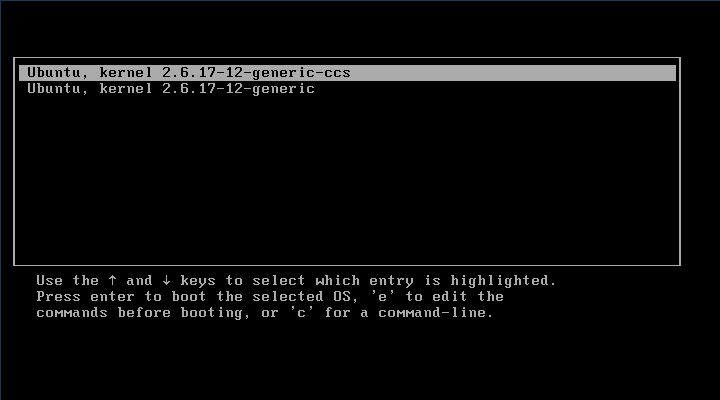 Ubuntu, kernel 2.6.17-12-generic-ccs
Ubuntu, kernel 2.6.17-12-generic
Use the ↑ and ↓ keys to select which entry is highlighted.
Press enter to boot the selected OS, 'e' to edit the
commands before booting, or 'c' for a command-line.